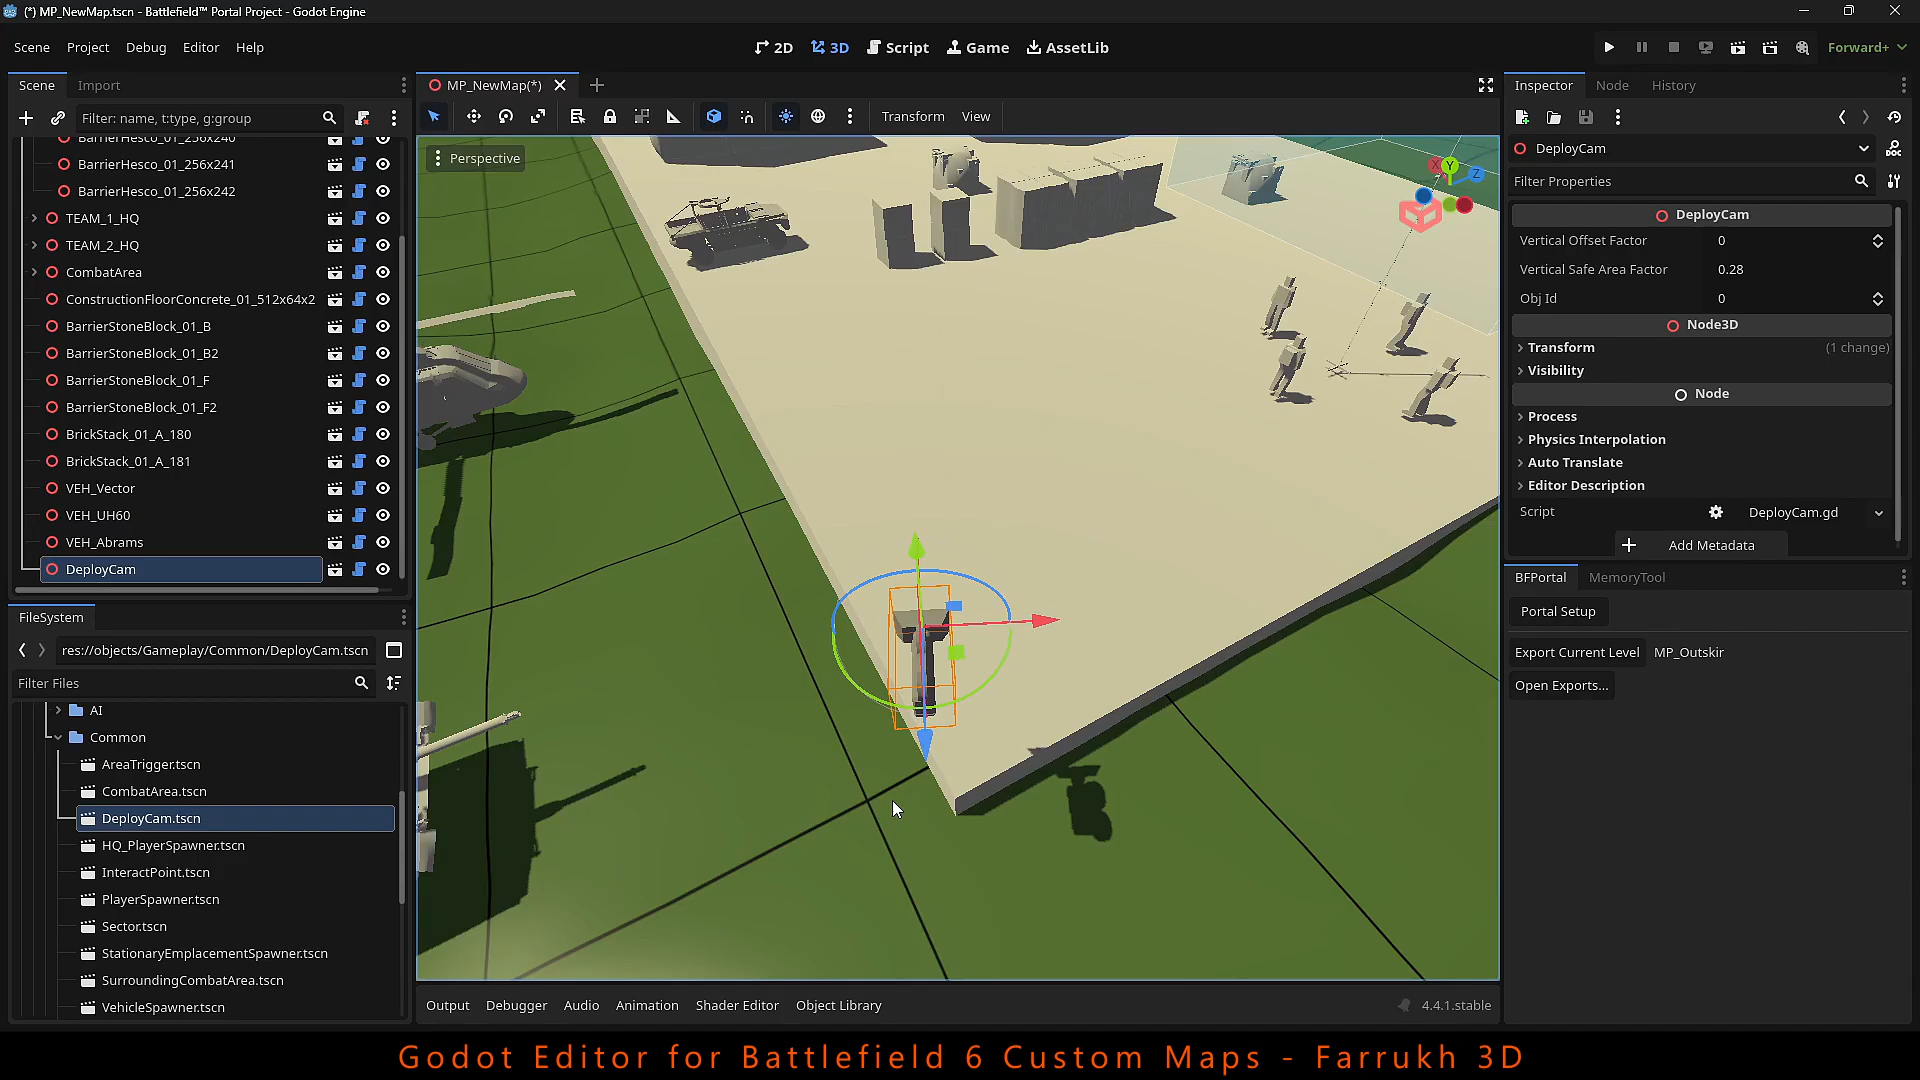 (*) MP_NewMap.tscn - Battlefield™ Portal Project - Godot Engine
Scene Project Debug Editor Help
2D 3D Script Game AssetLib
Forward+
Scene Import
Filter: name, t:type, g:group
BarrierHesco_01_256x240
BarrierHesco_01_256x241
BarrierHesco_01_256x242
TEAM_1_HQ
TEAM_2_HQ
CombatArea
ConstructionFloorConcrete_01_512x64x2
BarrierStoneBlock_01_B
BarrierStoneBlock_01_B2
BarrierStoneBlock_01_F
BarrierStoneBlock_01_F2
BrickStack_01_A_180
BrickStack_01_A_181
VEH_Vector
VEH_UH60
VEH_Abrams
DeployCam
FileSystem
res://objects/Gameplay/Common/DeployCam.tscn
Filter Files
AI
Common
AreaTrigger.tscn
CombatArea.tscn
DeployCam.tscn
HQ_PlayerSpawner.tscn
InteractPoint.tscn
PlayerSpawner.tscn
Sector.tscn
StationaryEmplacementSpawner.tscn
SurroundingCombatArea.tscn
VehicleSpawner.tscn
MP_NewMap(*)
Transform View
Perspective
X Y Z
Output Debugger Audio Animation Shader Editor Object Library
4.4.1.stable
Inspector Node History
DeployCam
Filter Properties
DeployCam
Vertical Offset Factor 0
Vertical Safe Area Factor 0.28
Obj Id 0
Node3D
Transform (1 change)
Visibility
Node
Process
Physics Interpolation
Auto Translate
Editor Description
Script DeployCam.gd
Add Metadata
BFPortal MemoryTool
Portal Setup
Export Current Level MP_Outskir
Open Exports...
Godot Editor for Battlefield 6 Custom Maps - Farrukh 3D